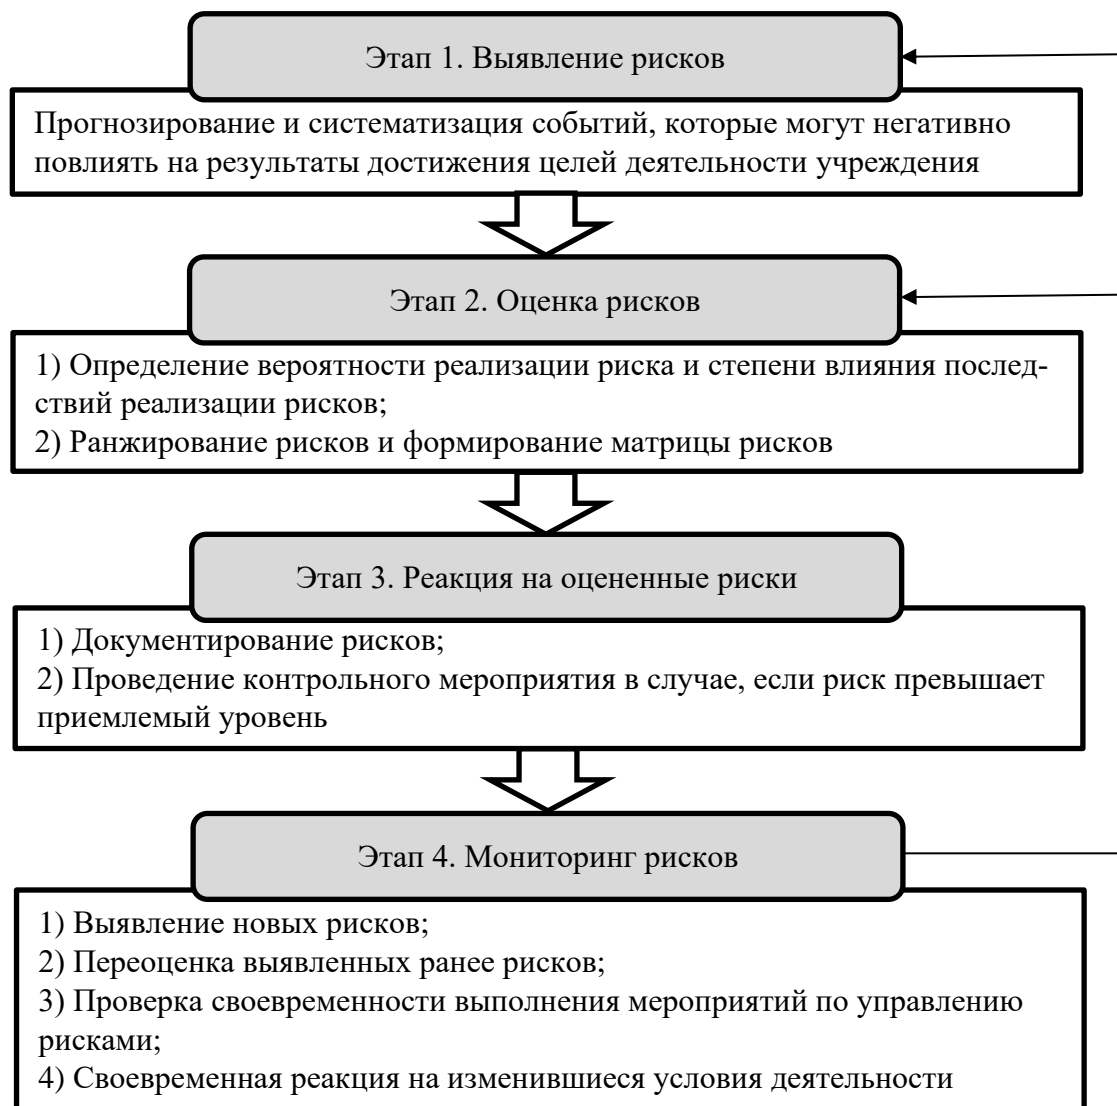 Этап 1. Выявление рисков
Прогнозирование и систематизация событий, которые могут негативно
повлиять на результаты достижения целей деятельности учреждения
Этап 2. Оценка рисков
1) Определение вероятности реализации риска и степени влияния послед-
ствий реализации рисков;
2) Ранжирование рисков и формирование матрицы рисков
Этап 3. Реакция на оцененные риски
1) Документирование рисков;
2) Проведение контрольного мероприятия в случае, если риск превышает
приемлемый уровень
Этап 4. Мониторинг рисков
1) Выявление новых рисков;
2) Переоценка выявленных ранее рисков;
3) Проверка своевременности выполнения мероприятий по управлению
рисками;
4) Своевременная реакция на изменившиеся условия деятельности